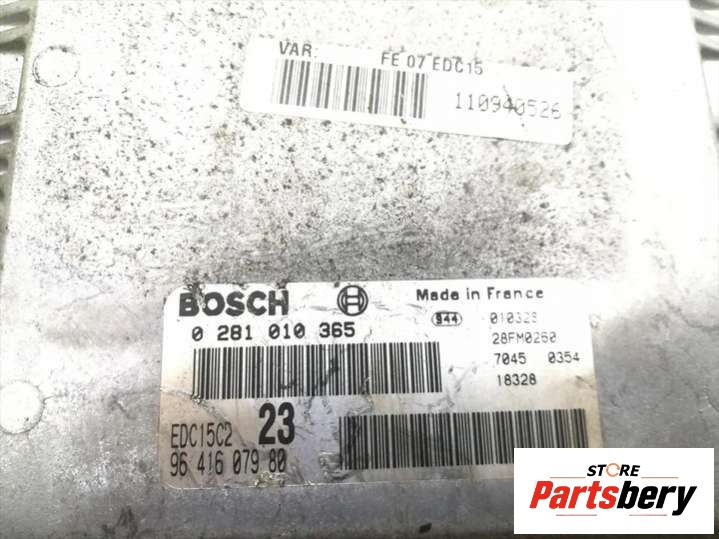 VAR FE 07 EDC15
110940526
BOSCH Made in France
0 281 010 365
944 010328
28FM0260
7045 0354
18328
EDC15C2 23
96 416 079 80
STORE
Partsbery